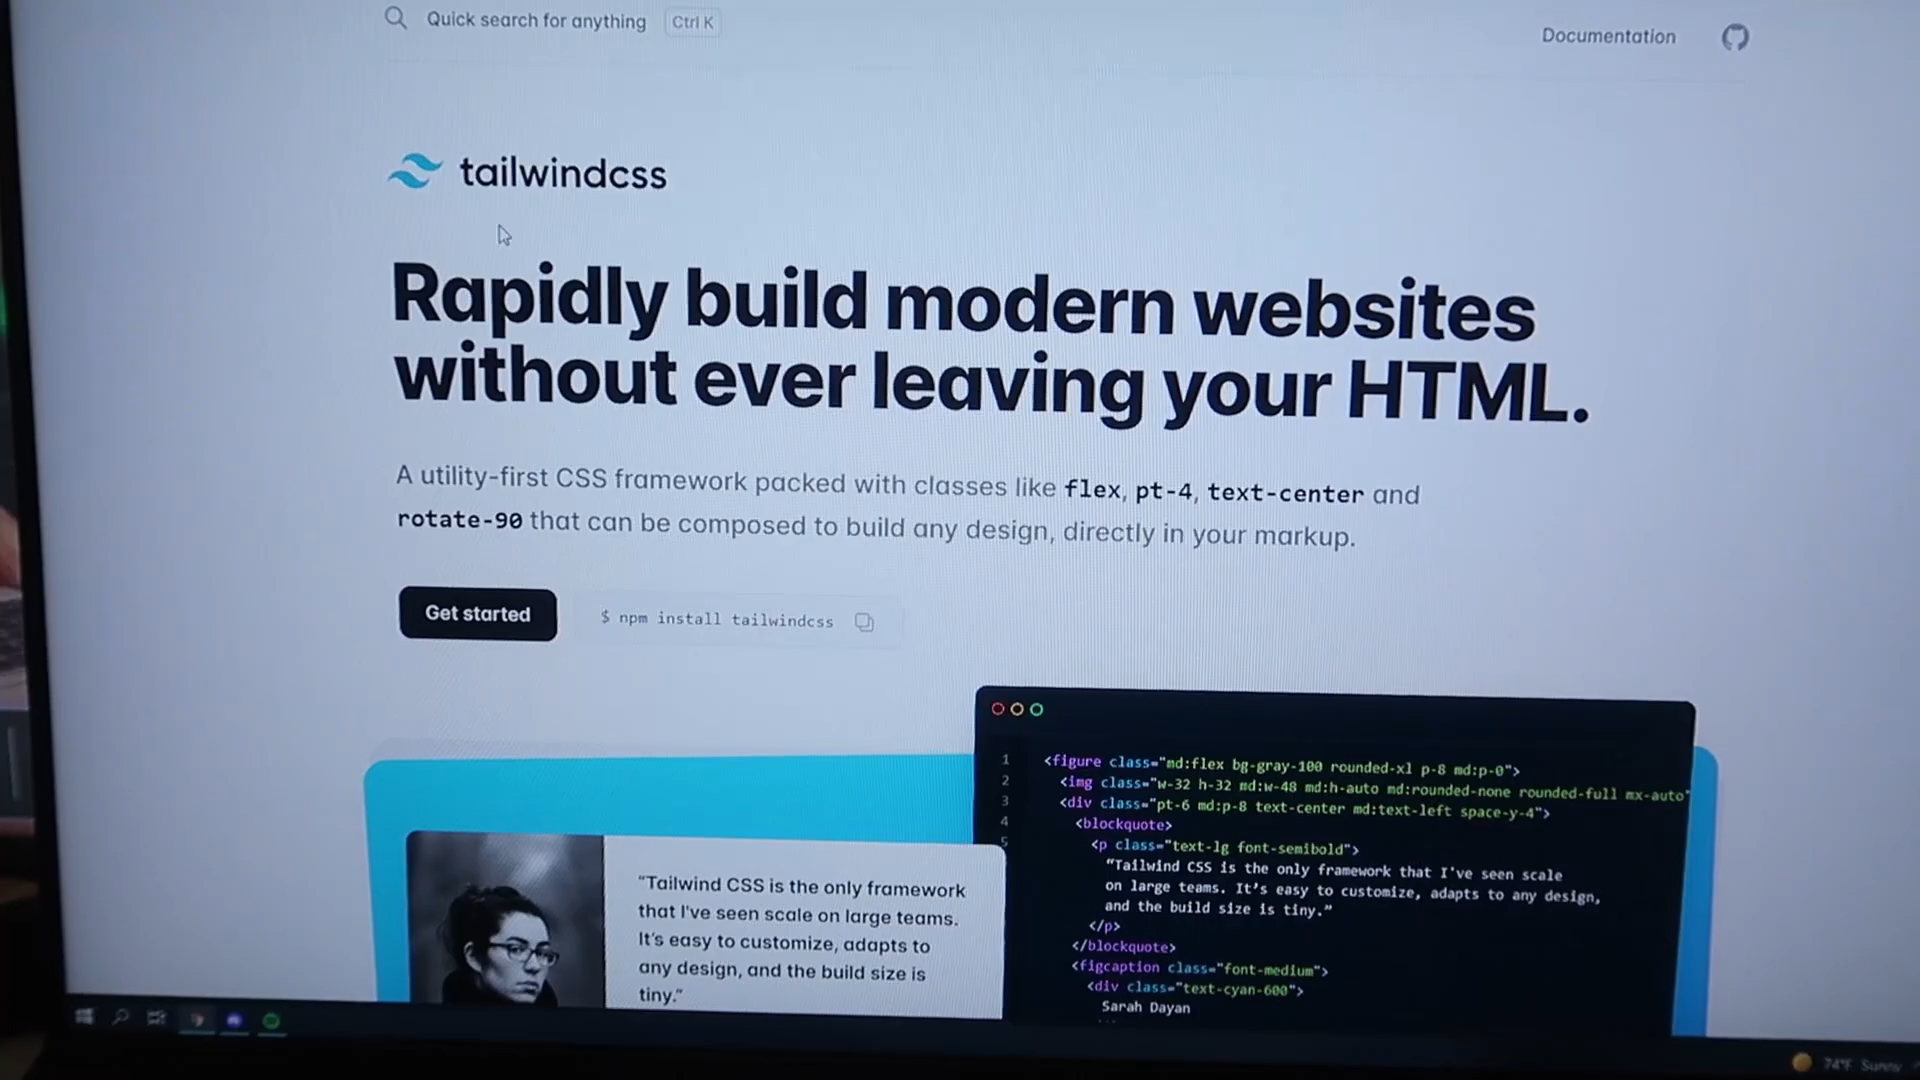 Quick search for anything Ctrl K
Documentation
tailwindcss
Rapidly build modern websites
without ever leaving your HTML.
A utility-first CSS framework packed with classes like flex, pt-4, text-center and
rotate-90 that can be composed to build any design, directly in your markup.
Get started
$ npm install tailwindcss
1 <figure class="md:flex bg-gray-100 rounded-xl p-8 md:p-0">
2 <img class="w-32 h-32 md:w-48 md:h-auto md:rounded-none rounded-full mx-auto"
3 <div class="pt-6 md:p-8 text-center md:text-left space-y-4">
4 <blockquote>
5 <p class="text-lg font-semibold">
“Tailwind CSS is the only framework that I've seen scale
on large teams. It’s easy to customize, adapts to any design,
and the build size is tiny.”
</p>
</blockquote>
<figcaption class="font-medium">
<div class="text-cyan-600">
Sarah Dayan
“Tailwind CSS is the only framework
that I've seen scale on large teams.
It’s easy to customize, adapts to
any design, and the build size is
tiny.”
74°F Sunny